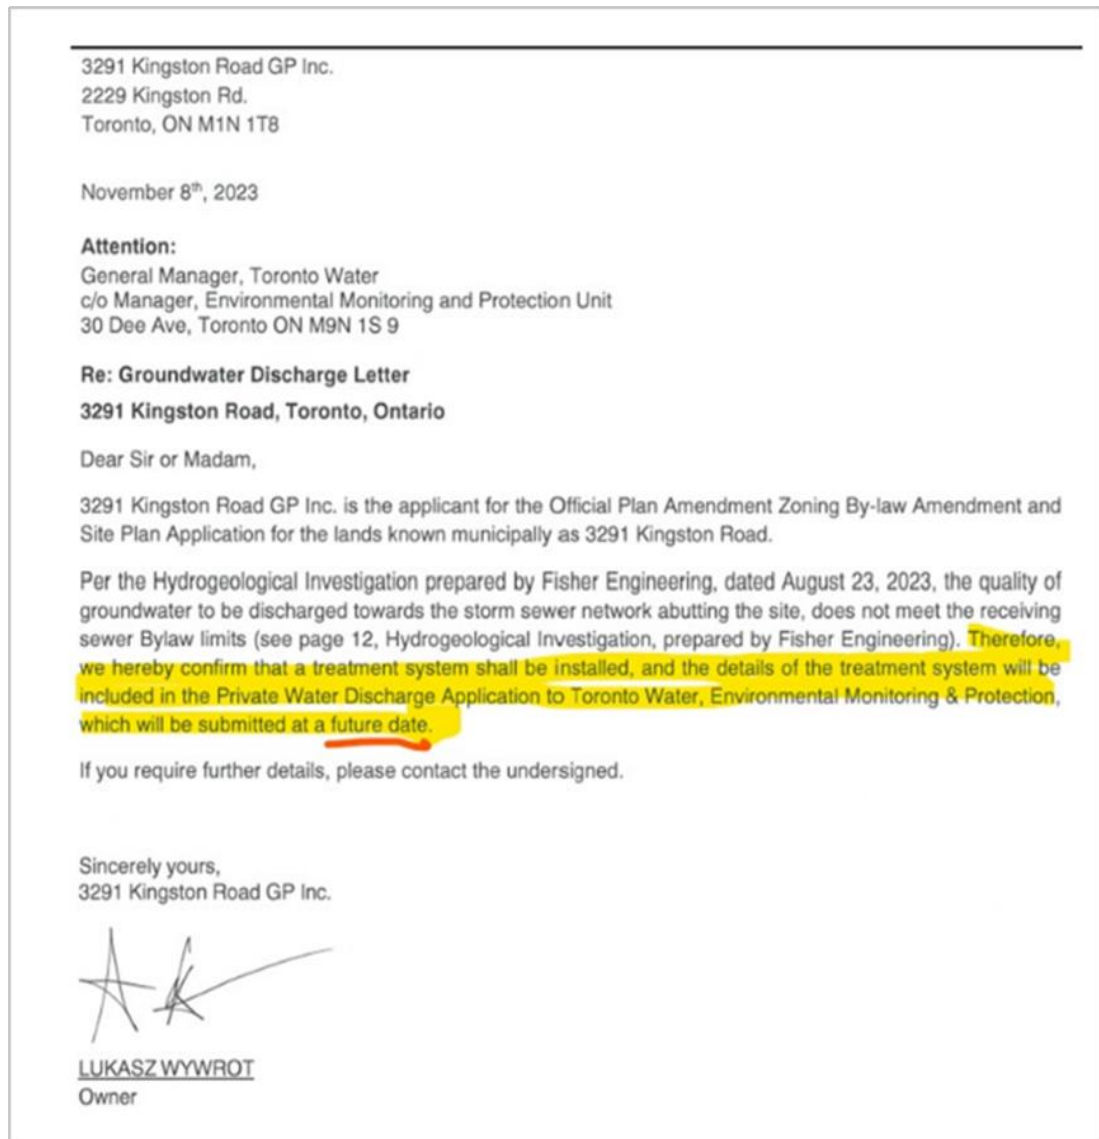 3291 Kingston Road GP Inc.
2229 Kingston Rd.
Toronto, ON M1N 1T8
November 8th, 2023
Attention:
General Manager, Toronto Water
c/o Manager, Environmental Monitoring and Protection Unit
30 Dee Ave, Toronto ON M9N 1S 9
Re: Groundwater Discharge Letter
3291 Kingston Road, Toronto, Ontario
Dear Sir or Madam,
3291 Kingston Road GP Inc. is the applicant for the Official Plan Amendment Zoning By-law Amendment and
Site Plan Application for the lands known municipally as 3291 Kingston Road.
Per the Hydrogeological Investigation prepared by Fisher Engineering, dated August 23, 2023, the quality of
groundwater to be discharged towards the storm sewer network abutting the site, does not meet the receiving
sewer Bylaw limits (see page 12, Hydrogeological Investigation, prepared by Fisher Engineering). Therefore,
we hereby confirm that a treatment system shall be installed, and the details of the treatment system will be
included in the Private Water Discharge Application to Toronto Water, Environmental Monitoring & Protection,
which will be submitted at a future date.
If you require further details, please contact the undersigned.
Sincerely yours,
3291 Kingston Road GP Inc.
LUKASZ WYWROT
Owner